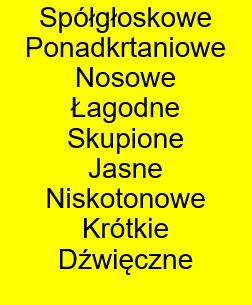 Spółgłoskowe
Ponadkrtaniowe
Nosowe
Łagodne
Skupione
Jasne
Niskotonowe
Krótkie
Dźwięczne